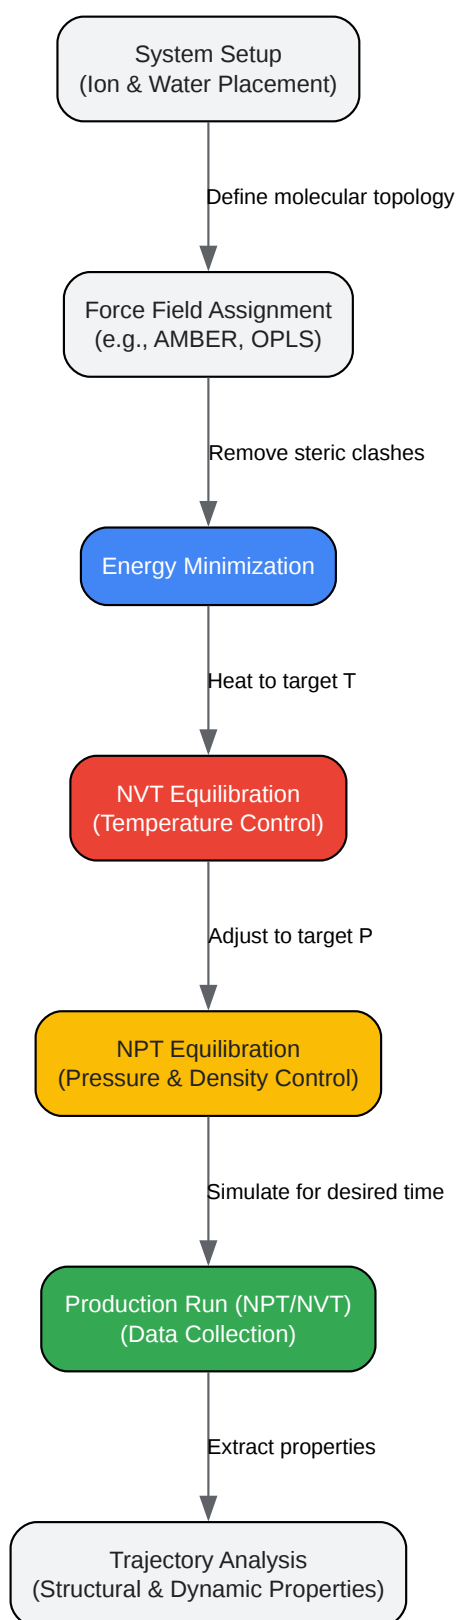 System Setup
(Ion & Water Placement)
Define molecular topology
Force Field Assignment
(e.g., AMBER, OPLS)
Remove steric clashes
Energy Minimization
Heat to target T
NVT Equilibration
(Temperature Control)
Adjust to target P
NPT Equilibration
(Pressure & Density Control)
Simulate for desired time
Production Run (NPT/NVT)
(Data Collection)
Extract properties
Trajectory Analysis
(Structural & Dynamic Properties)